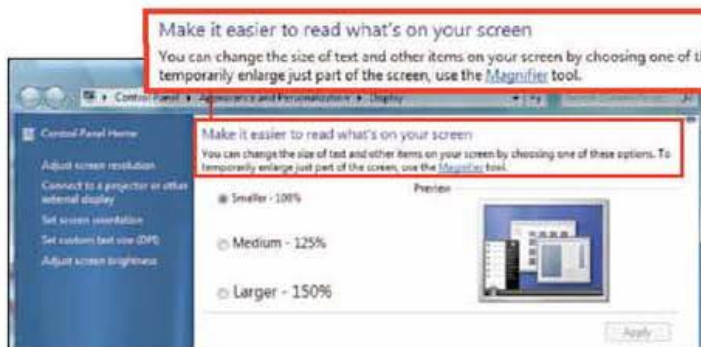 Make it easier to read what's on your screen
You can change the size of text and other items on your screen by choosing one of t
temporarily enlarge just part of the screen, use the Magnifier tool.
Control Panel ▸ Appearance and Personalization ▸ Display
Control Panel Home
Make it easier to read what's on your screen
You can change the size of text and other items on your screen by choosing one of these options. To
temporarily enlarge just part of the screen, use the Magnifier tool.
Adjust screen resolution
Connect to a projector or other
external display
Set screen orientation
Set custom text size (DPI)
Adjust screen brightness
Smaller - 100%
Preview
Medium - 125%
Larger - 150%
Apply